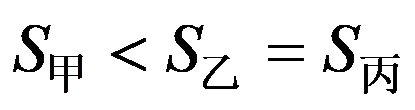 S甲 < S乙 = S丙